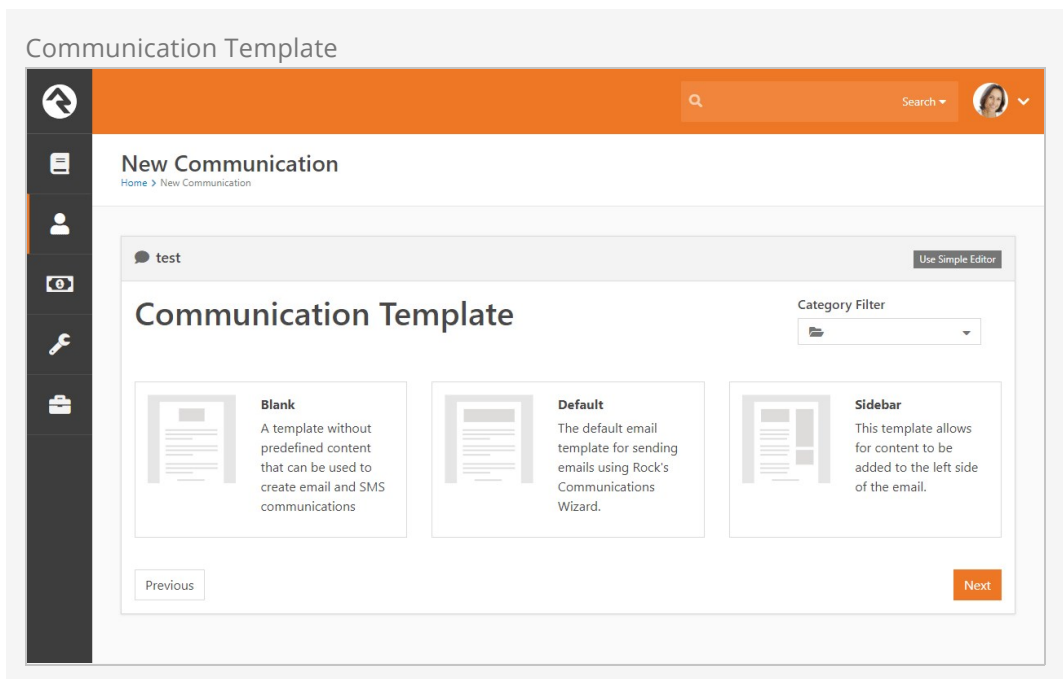 Communication Template
Search
New Communication
Home > New Communication
test
Use Simple Editor
Communication Template
Category Filter
Blank
A template without
predefined content
that can be used to
create email and SMS
communications
Default
The default email
template for sending
emails using Rock's
Communications
Wizard.
Sidebar
This template allows
for content to be
added to the left side
of the email.
Previous
Next